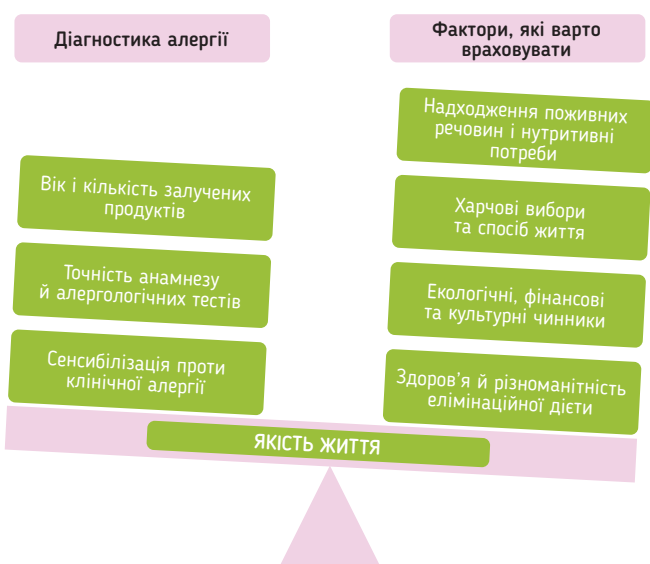 Діагностика алергії
Вік і кількість залучених
продуктів
Точність анамнезу
й алергологічних тестів
Сенсибілізація проти
клінічної алергії
Фактори, які варто
враховувати
Надходження поживних
речовин і нутритивні
потреби
Харчові вибори
та спосіб життя
Екологічні, фінансові
та культурні чинники
Здоров’я й різноманітність
елімінаційної дієти
ЯКІСТЬ ЖИТТЯ